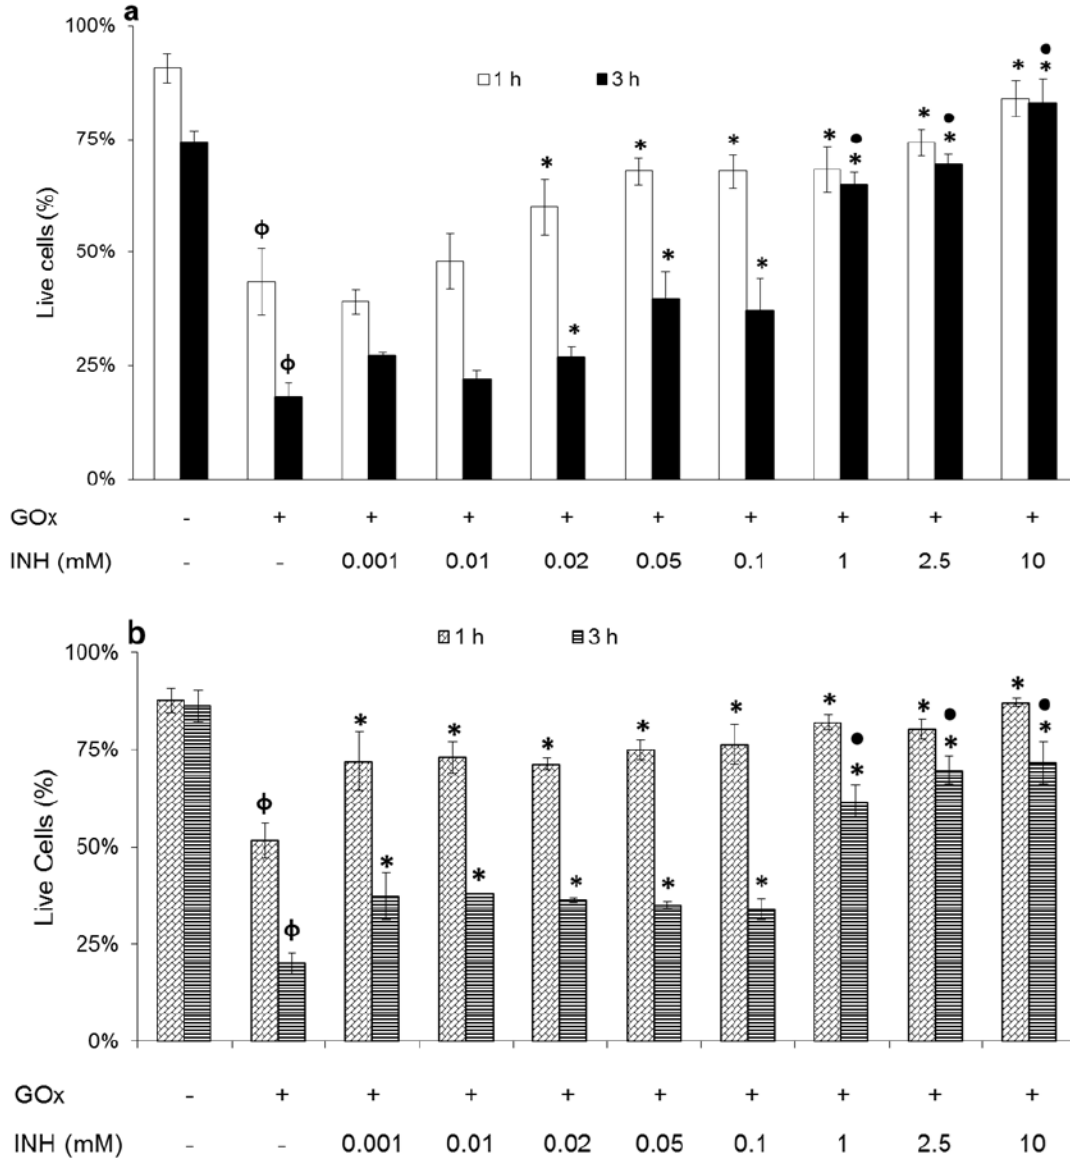 a
100%
1 h 3 h
75%
50%
25%
0%
Live cells (%)
ϕ ϕ * * * * * * * • * * • * * • *
GOx - + + + + + + + + +
INH (mM) - - 0.001 0.01 0.02 0.05 0.1 1 2.5 10
b
1 h 3 h
100%
75%
50%
25%
0%
Live Cells (%)
ϕ ϕ * * * * * * * * * * * • * * • * * • *
GOx - + + + + + + + + +
INH (mM) - - 0.001 0.01 0.02 0.05 0.1 1 2.5 10